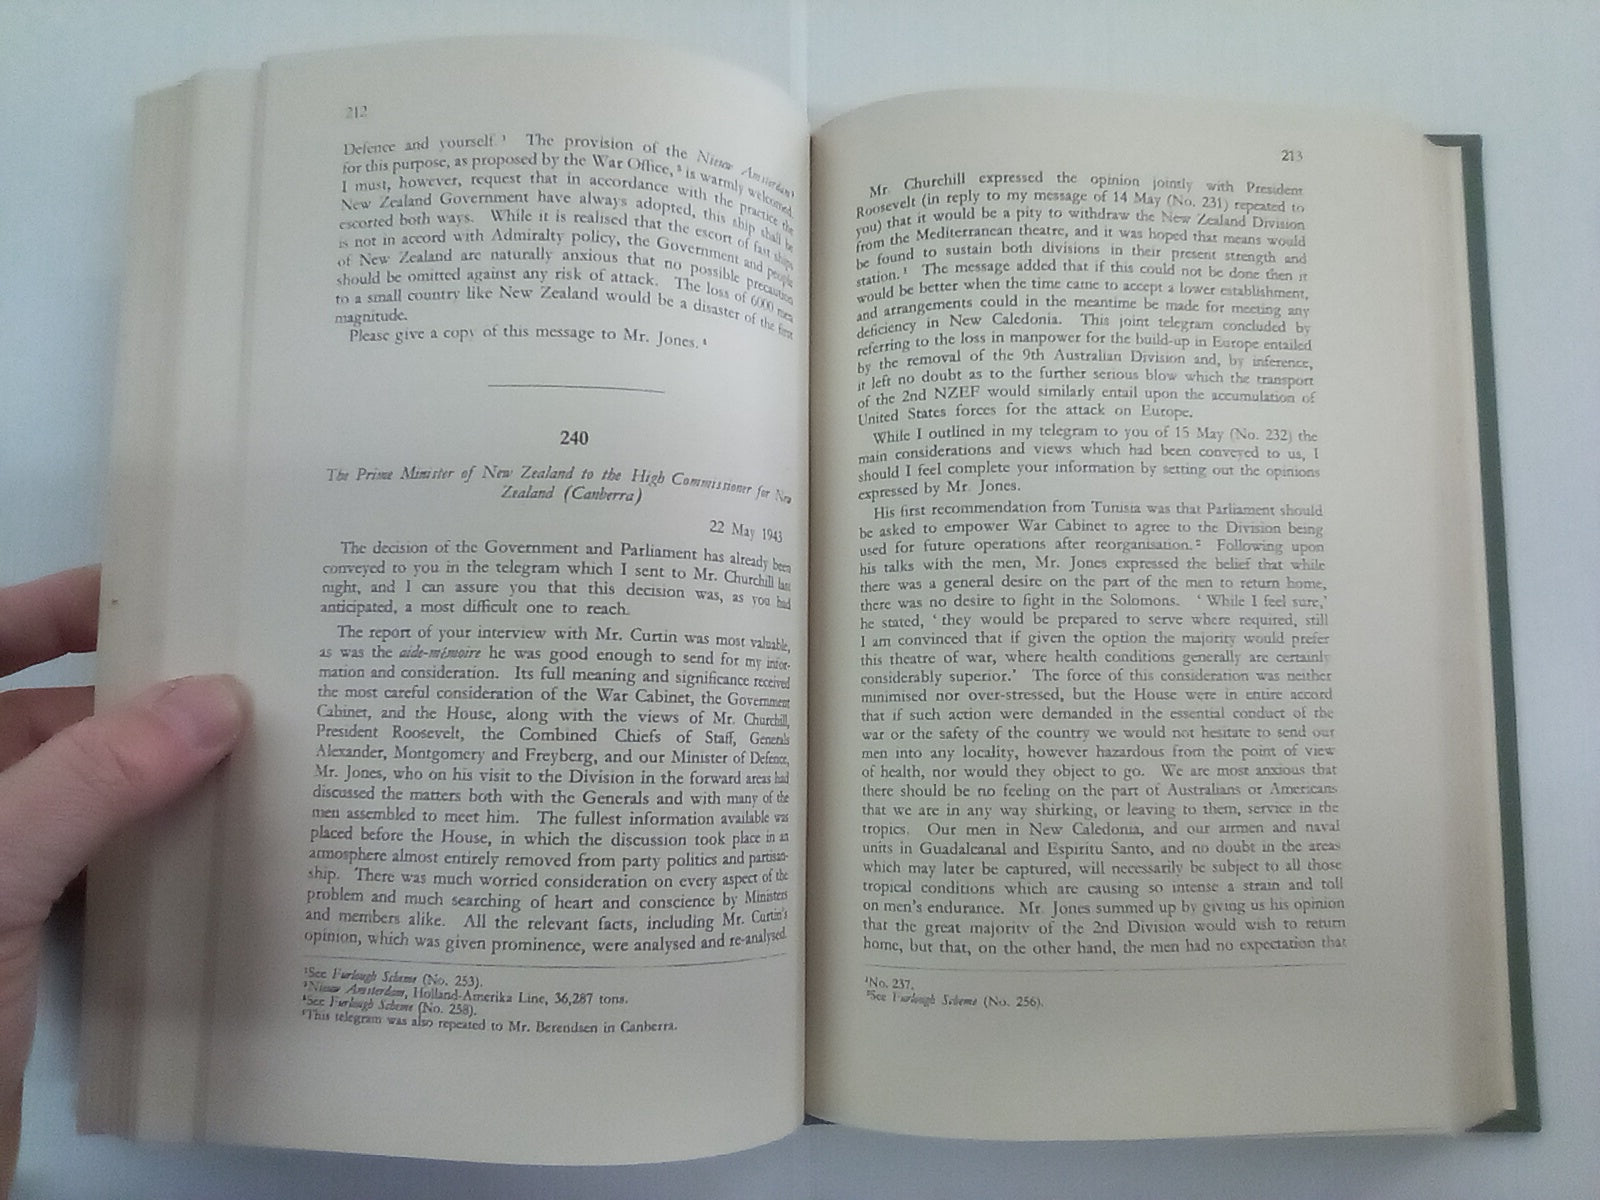 212
Defence and yourself.¹ The provision of the Nieuw Amsterdam,
for this purpose, as proposed by the War Office,³ is warmly welcomed.
I must, however, request that in accordance with the practice the
New Zealand Government have always adopted, this ship shall be
escorted both ways. While it is realised that the escort of fast ships
is not in accord with Admiralty policy, the Government and people
of New Zealand are naturally anxious that no possible precaution
should be omitted against any risk of attack. The loss of 6000 men
to a small country like New Zealand would be a disaster of the first
magnitude.
Please give a copy of this message to Mr. Jones.⁴
240
The Prime Minister of New Zealand to the High Commissioner for New
Zealand (Canberra)
22 May 1943
The decision of the Government and Parliament has already been
conveyed to you in the telegram which I sent to Mr. Churchill last
night, and I can assure you that this decision was, as you had
anticipated, a most difficult one to reach.
The report of your interview with Mr. Curtin was most valuable,
as was the aide-mémoire he was good enough to send for my infor-
mation and consideration. Its full meaning and significance received
the most careful consideration of the War Cabinet, the Government
Cabinet, and the House, along with the views of Mr. Churchill,
President Roosevelt, the Combined Chiefs of Staff, Generals
Alexander, Montgomery and Freyberg, and our Minister of Defence,
Mr. Jones, who on his visit to the Division in the forward areas had
discussed the matters both with the Generals and with many of the
men assembled to meet him. The fullest information available was
placed before the House, in which the discussion took place in an
atmosphere almost entirely removed from party politics and partisan-
ship. There was much worried consideration on every aspect of the
problem and much searching of heart and conscience by Ministers
and members alike. All the relevant facts, including Mr. Curtin's
opinion, which was given prominence, were analysed and re-analysed.
¹See Furlough Scheme (No. 253).
²Nieuw Amsterdam, Holland-Amerika Line, 36,287 tons.
³See Furlough Scheme (No. 258).
⁴This telegram was also repeated to Mr. Berendsen in Canberra.
213
Mr. Churchill expressed the opinion jointly with President
Roosevelt (in reply to my message of 14 May (No. 231) repeated to
you) that it would be a pity to withdraw the New Zealand Division
from the Mediterranean theatre, and it was hoped that means would
be found to sustain both divisions in their present strength and
station.¹ The message added that if this could not be done then it
would be better when the time came to accept a lower establishment,
and arrangements could in the meantime be made for meeting any
deficiency in New Caledonia. This joint telegram concluded by
referring to the loss in manpower for the build-up in Europe entailed
by the removal of the 9th Australian Division and, by inference,
it left no doubt as to the further serious blow which the transport
of the 2nd NZEF would similarly entail upon the accumulation of
United States forces for the attack on Europe.
While I outlined in my telegram to you of 15 May (No. 232) the
main considerations and views which had been conveyed to us, I
should I feel complete your information by setting out the opinions
expressed by Mr. Jones.
His first recommendation from Tunisia was that Parliament should
be asked to empower War Cabinet to agree to the Division being
used for future operations after reorganisation.² Following upon
his talks with the men, Mr. Jones expressed the belief that while
there was a general desire on the part of the men to return home,
there was no desire to fight in the Solomons. ‘ While I feel sure,’
he stated, ‘ they would be prepared to serve where required, still
I am convinced that if given the option the majority would prefer
this theatre of war, where health conditions generally are certainly
considerably superior.’ The force of this consideration was neither
minimised nor over-stressed, but the House were in entire accord
that if such action were demanded in the essential conduct of the
war or the safety of the country we would not hesitate to send our
men into any locality, however hazardous from the point of view
of health, nor would they object to go. We are most anxious that
there should be no feeling on the part of Australians or Americans
that we are in any way shirking, or leaving to them, service in the
tropics. Our men in New Caledonia, and our airmen and naval
units in Guadalcanal and Espiritu Santo, and no doubt in the areas
which may later be captured, will necessarily be subject to all those
tropical conditions which are causing so intense a strain and toll
on men's endurance. Mr. Jones summed up by giving us his opinion
that the great majority of the 2nd Division would wish to return
home, but that, on the other hand, the men had no expectation that
¹No. 237.
²See Furlough Scheme (No. 256).